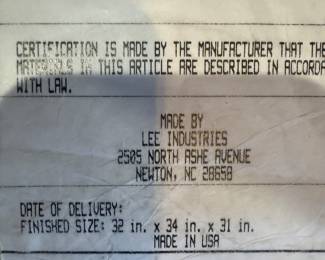 CERTIFICATION IS MADE BY THE MANUFACTURER THAT THE
MATERIALS IN THIS ARTICLE ARE DESCRIBED IN ACCORDA
WITH LAW.
MADE BY
LEE INDUSTRIES
2505 NORTH ASHE AVENUE
NEWTON, NC 28658
DATE OF DELIVERY:
FINISHED SIZE: 32 in. x 34 in. x 31 in.
MADE IN USA